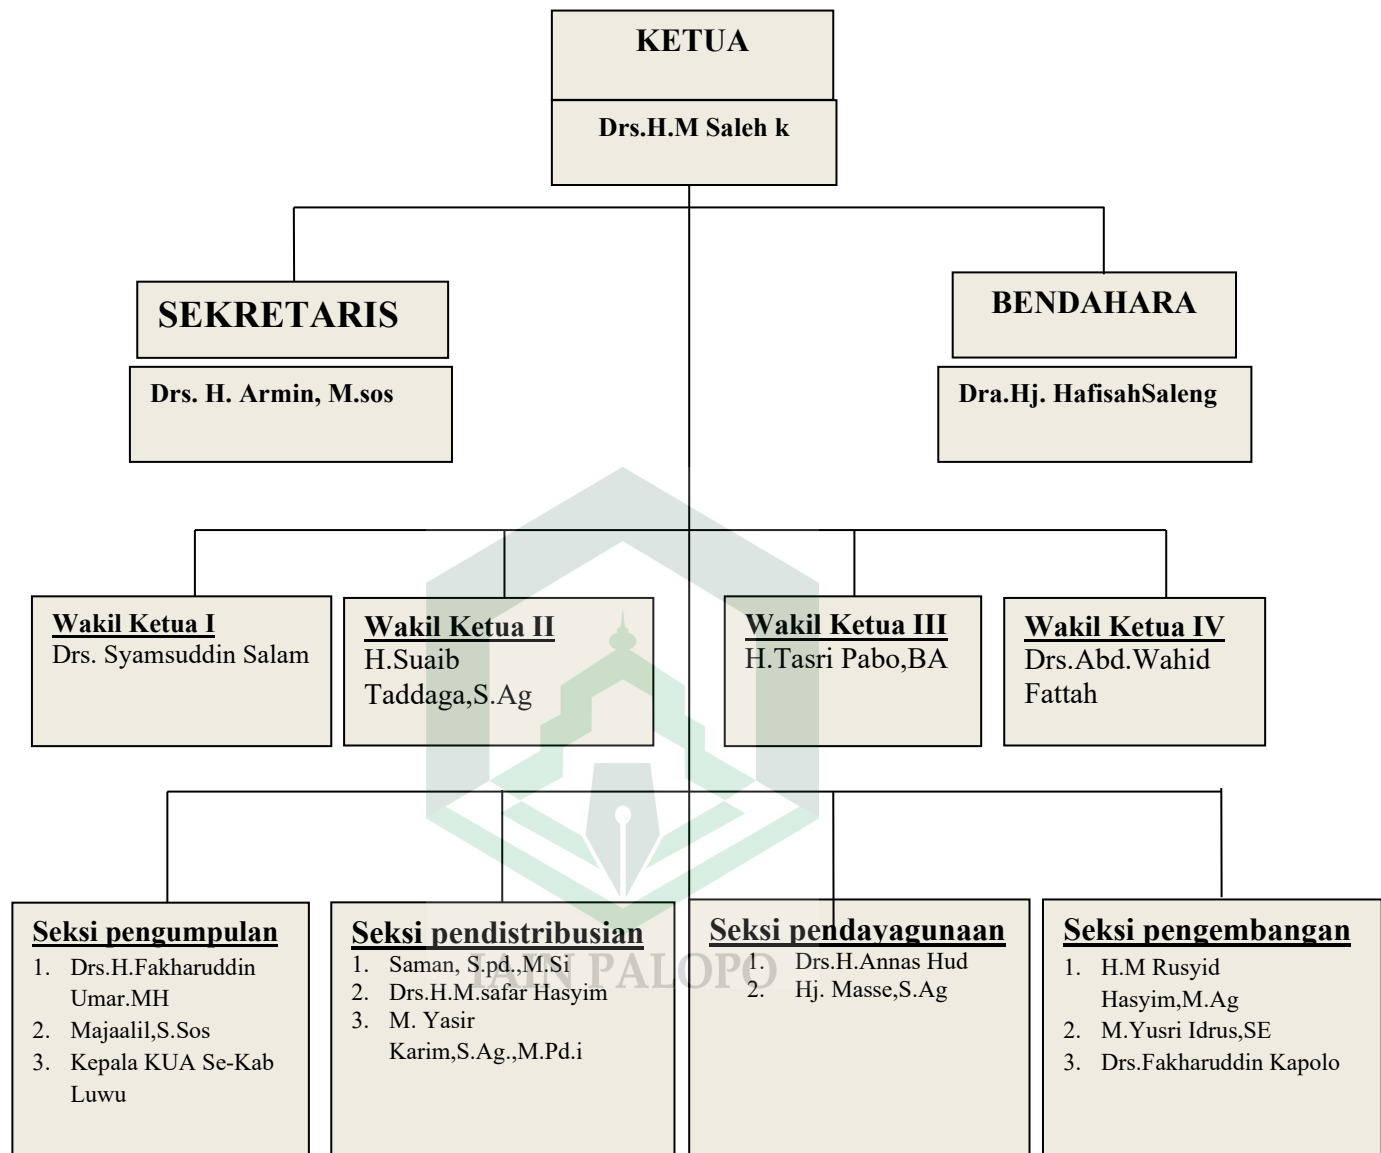 KETUA
Drs.H.M Saleh k
SEKRETARIS
BENDAHARA
Drs. H. Armin, M.sos
Dra.Hj. HafisahSaleng
Wakil Ketua I
Drs. Syamsuddin Salam
Wakil Ketua II
H.Suaib
Taddaga,S.Ag
Wakil Ketua III
H.Tasri Pabo,BA
Wakil Ketua IV
Drs.Abd.Wahid
Fattah
Seksi pengumpulan
1. Drs.H.Fakharuddin
Umar.MH
2. Majaalil,S.Sos
3. Kepala KUA Se-Kab
Luwu
Seksi pendistribusian
1. Saman, S.pd.,M.Si
2. Drs.H.M.safar Hasyim
3. M. Yasir
Karim,S.Ag.,M.Pd.i
Seksi pendayagunaan
1. Drs.H.Annas Hud
2. Hj. Masse,S.Ag
Seksi pengembangan
1. H.M Rusyid
Hasyim,M.Ag
2. M.Yusri Idrus,SE
3. Drs.Fakharuddin Kapolo
IAIN PALOPO